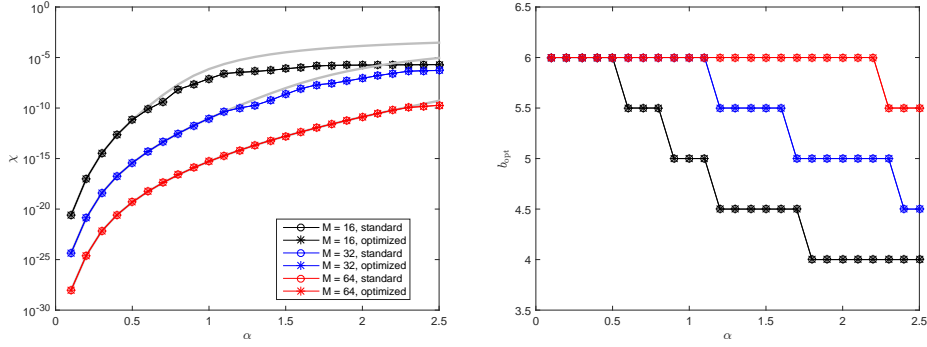 10^0
10^-5
10^-10
10^-15
10^-20
10^-25
10^-30
χ
0 0.5 1 1.5 2 2.5
α
M = 16, standard
M = 16, optimized
M = 32, standard
M = 32, optimized
M = 64, standard
M = 64, optimized
6.5
6
5.5
5
4.5
4
3.5
b_opt
0 0.5 1 1.5 2 2.5
α